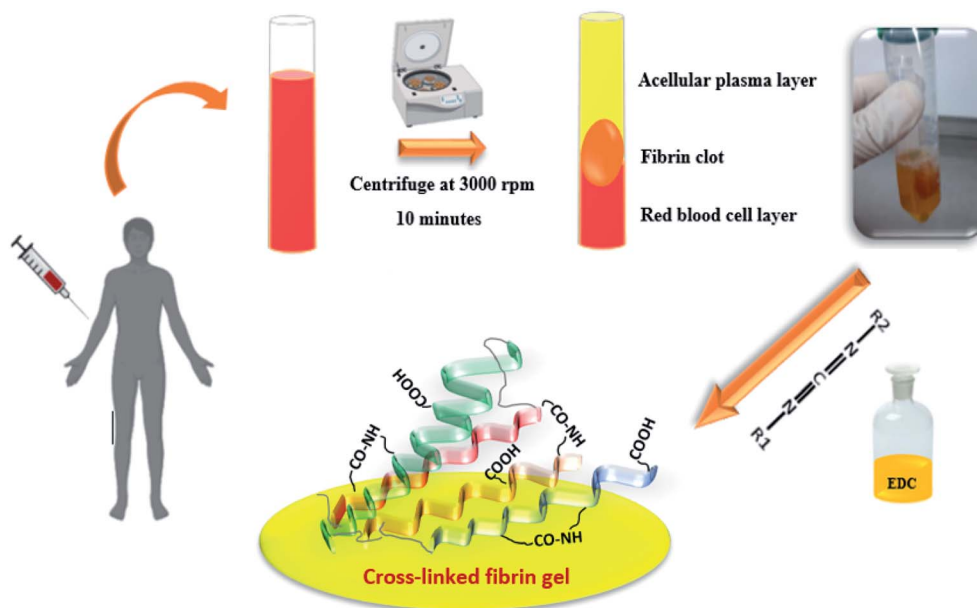 Acellular plasma layer
Fibrin clot
Centrifuge at 3000 rpm
10 minutes
Red blood cell layer
R1-N=C=N-R2
EDC
COOH
CO-NH
CO-NH
COOH
COOH
CO-NH
Cross-linked fibrin gel